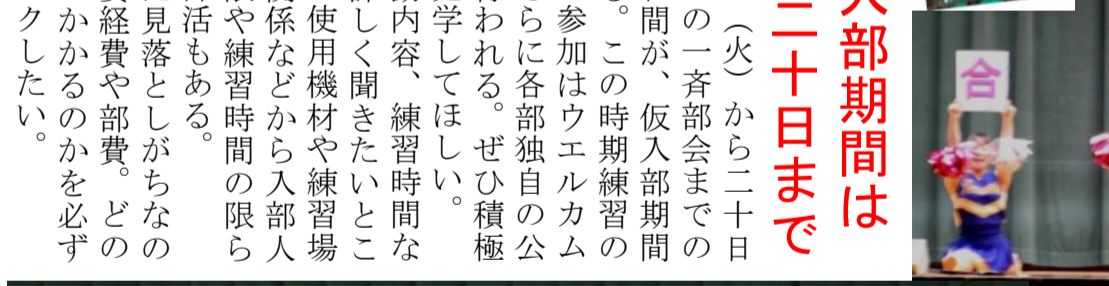 合
部期間は
二十日まで
（火）から二十日
の一斉部会までの
間が、仮入部期間
。この時期練習の
参加はウエルカム
らに各部独自の公
われる。ぜひ積極
学してほしい。
内容、練習時間な
しく聞きたいとこ
使用機材や練習場
係などから入部人
や練習時間の限ら
活もある。
見落としがちなの
経費や部費。どの
かかるのかを必ず
クしたい。